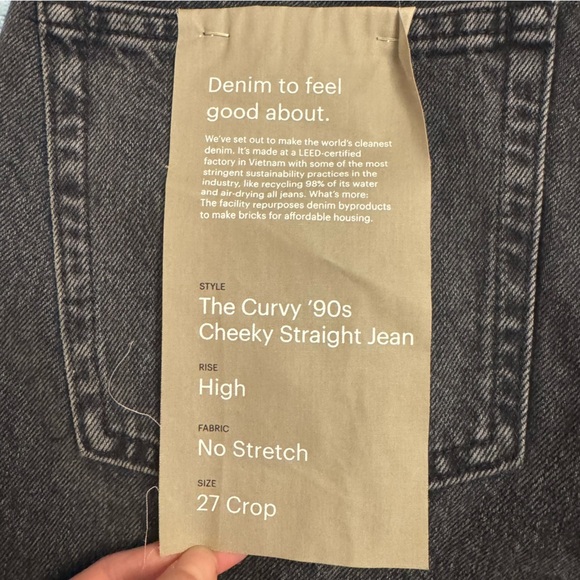 Denim to feel
good about.
We've set out to make the world's cleanest
denim. It's made at a LEED-certified
factory in Vietnam with some of the most
stringent sustainability practices in the
industry, like recycling 98% of its water
and air-drying all jeans. What's more:
The facility repurposes denim byproducts
to make bricks for affordable housing.
STYLE
The Curvy ’90s
Cheeky Straight Jean
RISE
High
FABRIC
No Stretch
SIZE
27 Crop